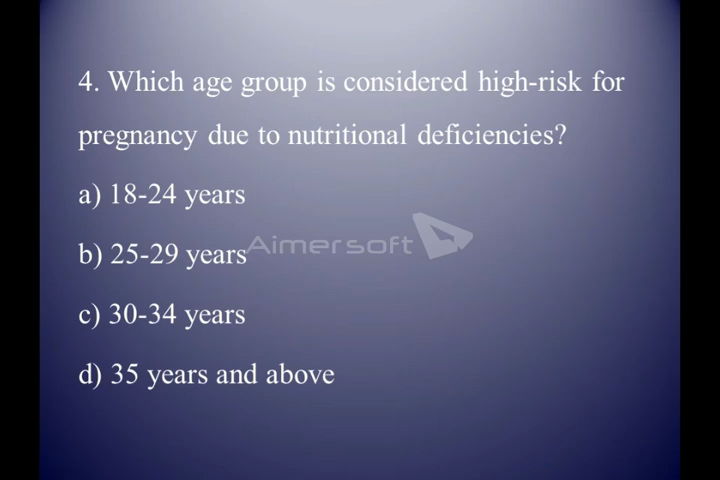 4. Which age group is considered high-risk for
pregnancy due to nutritional deficiencies?
a) 18-24 years
b) 25-29 years
Aimersoft
c) 30-34 years
d) 35 years and above